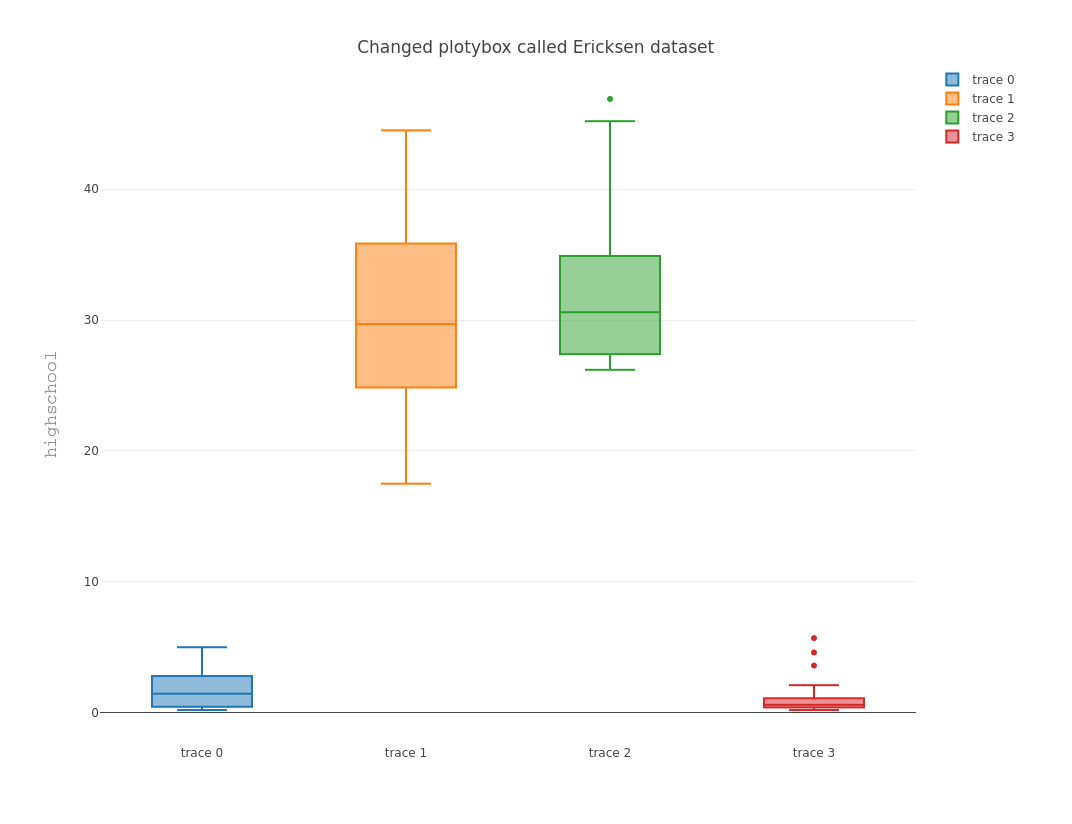 Changed plotybox called Ericksen dataset
trace 0
trace 1
trace 2
trace 3
40
30
20
10
0
highschool
trace 0
trace 1
trace 2
trace 3